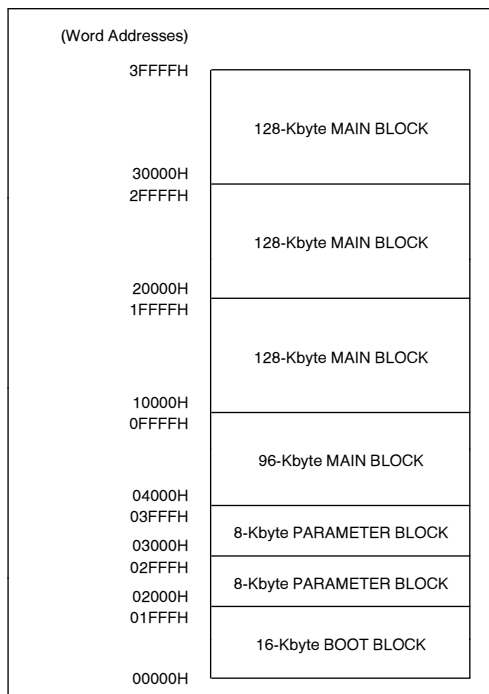 (Word Addresses)
3FFFFH
128-Kbyte MAIN BLOCK
30000H
2FFFFH
128-Kbyte MAIN BLOCK
20000H
1FFFFH
128-Kbyte MAIN BLOCK
10000H
0FFFFH
96-Kbyte MAIN BLOCK
04000H
03FFFH
8-Kbyte PARAMETER BLOCK
03000H
02FFFH
8-Kbyte PARAMETER BLOCK
02000H
01FFFH
16-Kbyte BOOT BLOCK
00000H